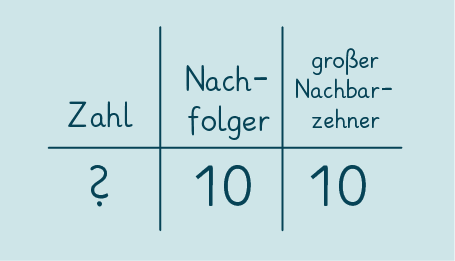 Zahl
Nach-
folger
großer
Nachbar-
zehner
?
10
10